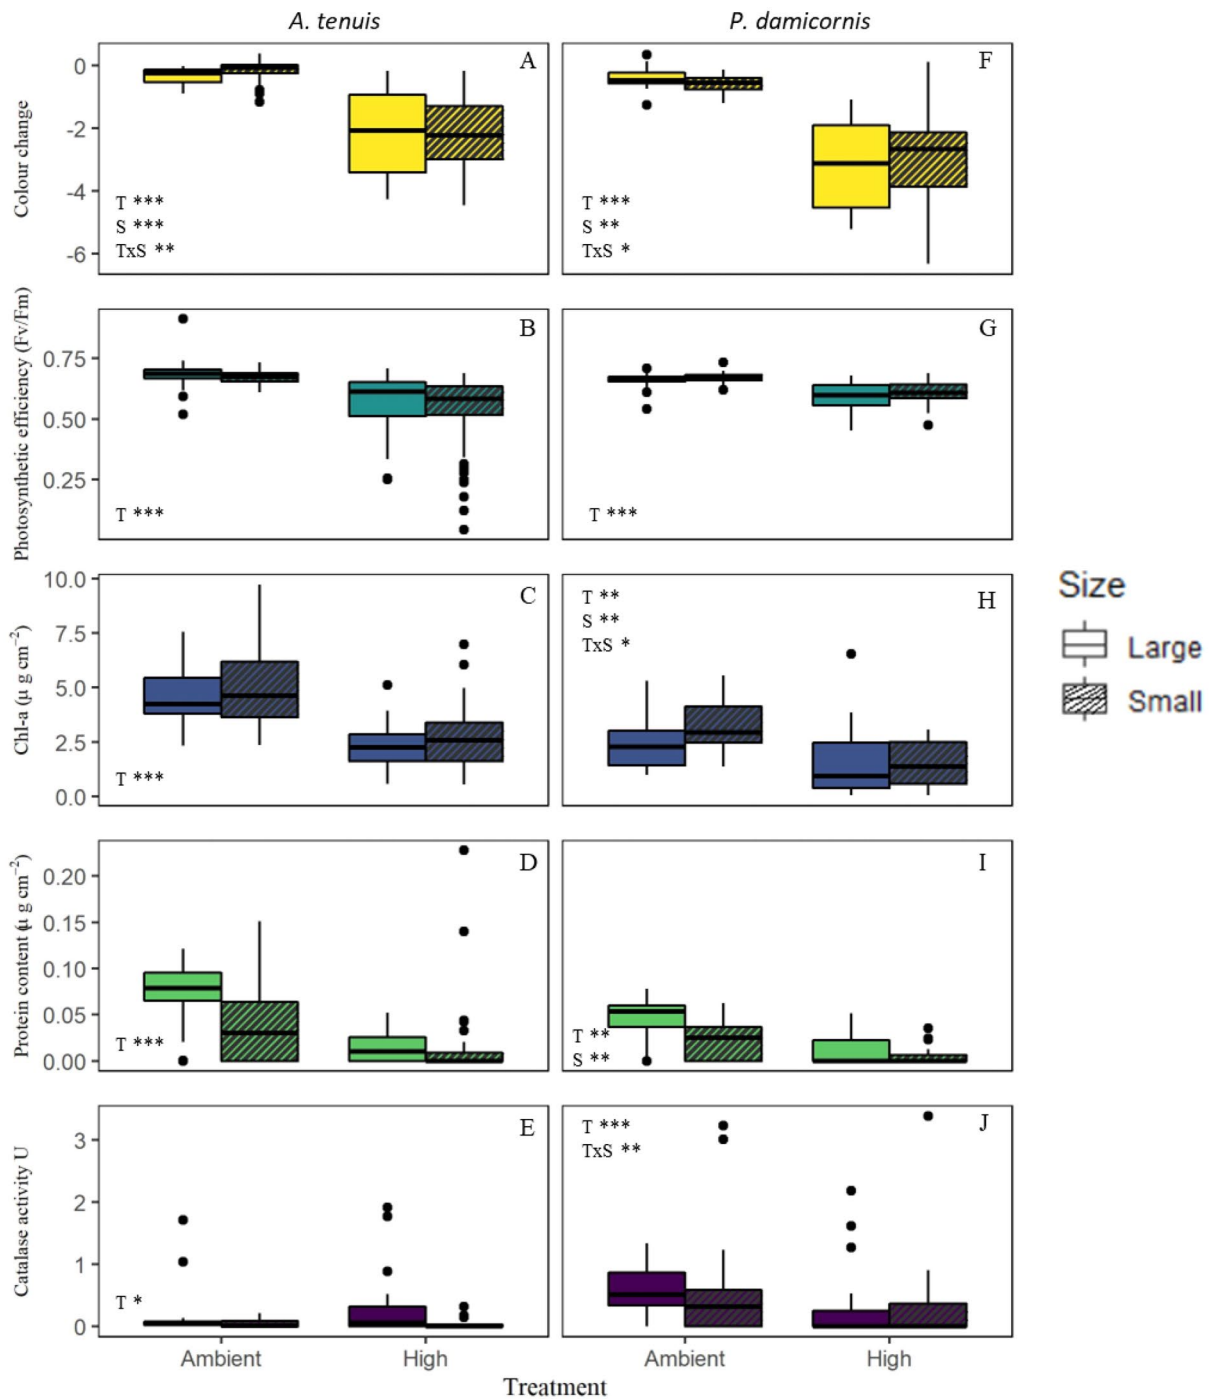 A. tenuis
P. damicornis
Colour change
0
-2
-4
-6
A
T ***
S ***
TxS **
F
T ***
S **
TxS *
Photosynthetic efficiency (Fv/Fm)
0.75
0.50
0.25
B
T ***
G
T ***
Chl-a (µ g cm⁻²)
10.0
7.5
5.0
2.5
0.0
C
T ***
H
T **
S **
TxS *
Size
Large
Small
Protein content (µ g cm⁻²)
0.20
0.15
0.10
0.05
0.00
D
T ***
I
T **
S **
Catalase activity U
3
2
1
0
E
T *
J
T ***
TxS **
Ambient
High
Ambient
High
Treatment